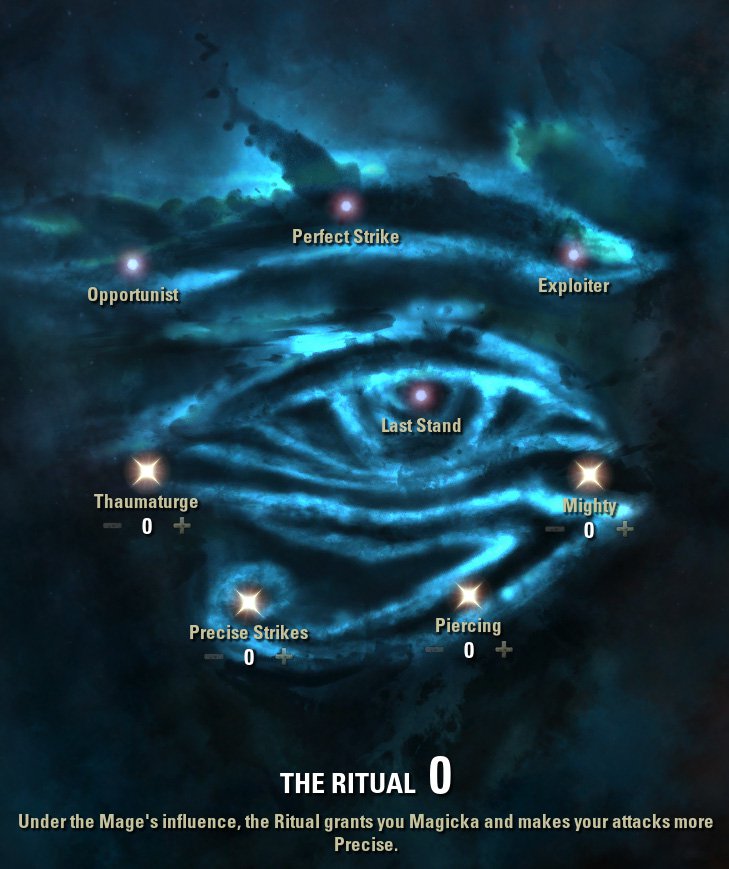 Perfect Strike
Opportunist
Exploiter
Last Stand
Thaumaturge
0
Mighty
0
Precise Strikes
0
Piercing
0
THE RITUAL 0
Under the Mage's influence, the Ritual grants you Magicka and makes your attacks more
Precise.